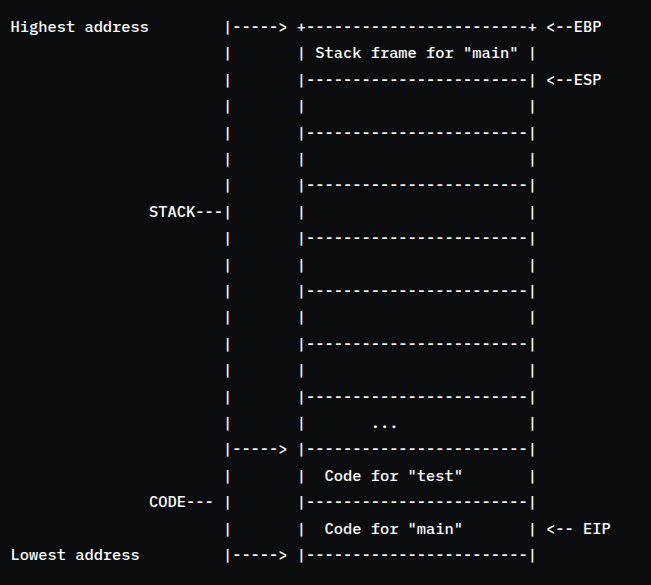 Highest address        |-----> +------------------------+ <--EBP
                       |       | Stack frame for "main" |
                       |       |------------------------| <--ESP
                       |       |                        |
                       |       |------------------------|
                       |       |                        |
                       |       |------------------------|
               STACK---|       |                        |
                       |       |------------------------|
                       |       |                        |
                       |       |------------------------|
                       |       |                        |
                       |       |------------------------|
                       |       |                        |
                       |       |------------------------|
                       |       |       ...              |
                       |-----> |------------------------|
                       |       |  Code for "test"       |
               CODE--- |       |------------------------|
                       |       |  Code for "main"       | <-- EIP
Lowest address         |-----> |------------------------|